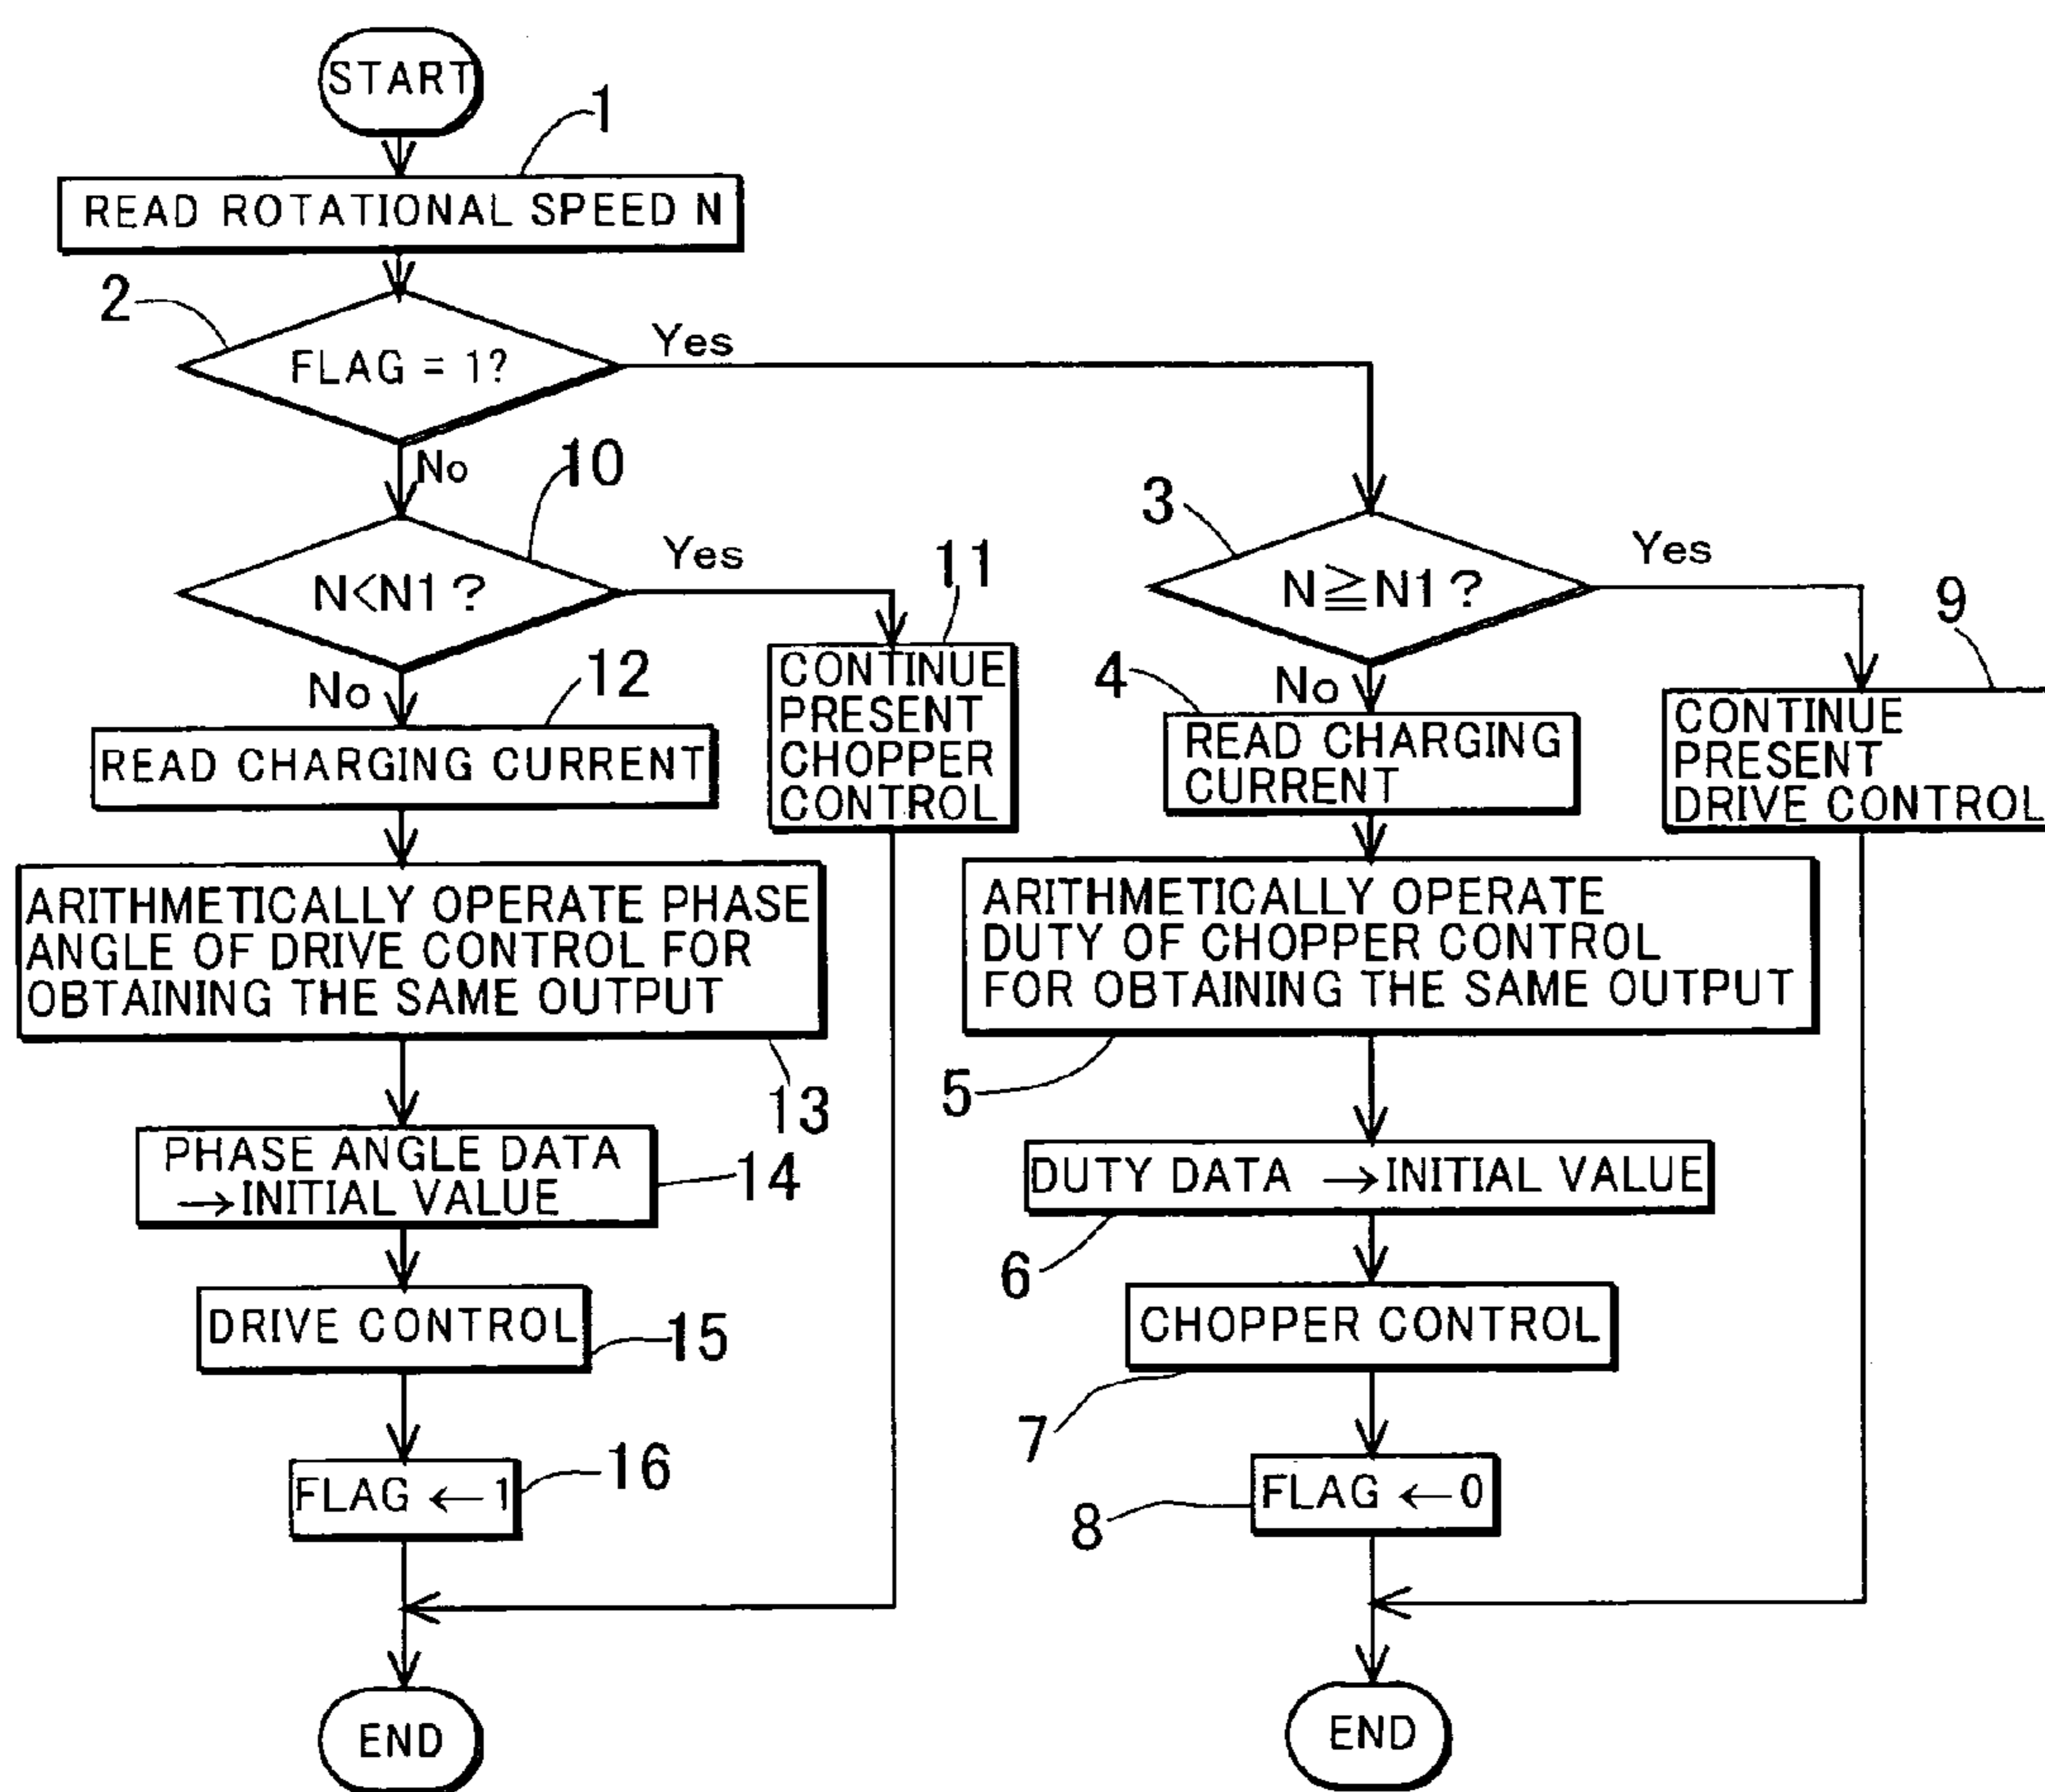 START
1
READ ROTATIONAL SPEED N
2
FLAG = 1?
Yes
No
10
N<N1?
Yes
11
CONTINUE
PRESENT
CHOPPER
CONTROL
No
12
READ CHARGING CURRENT
ARITHMETICALLY OPERATE PHASE
ANGLE OF DRIVE CONTROL FOR
OBTAINING THE SAME OUTPUT
13
PHASE ANGLE DATA
→INITIAL VALUE
14
DRIVE CONTROL
15
FLAG ←1
16
END
3
N≧N1?
Yes
9
CONTINUE
PRESENT
DRIVE CONTROL
No
4
READ CHARGING
CURRENT
ARITHMETICALLY OPERATE
DUTY OF CHOPPER CONTROL
FOR OBTAINING THE SAME OUTPUT
5
DUTY DATA →INITIAL VALUE
6
CHOPPER CONTROL
7
FLAG ←0
8
END